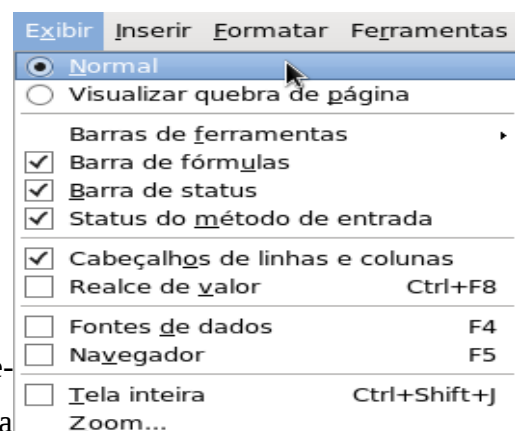 Exibir Inserir Formatar Ferramentas
Normal
Visualizar quebra de página
Barras de ferramentas
Barra de fórmulas
Barra de status
Status do método de entrada
Cabeçalhos de linhas e colunas
Realce de valor Ctrl+F8
Fontes de dados F4
Navegador F5
e-
Tela inteira Ctrl+Shift+J
a Zoom...